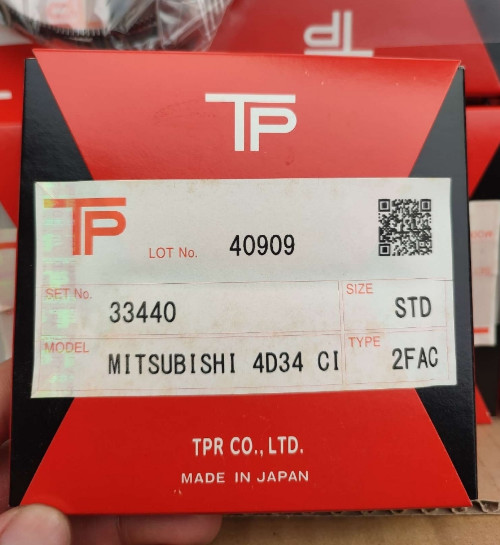 TP
TP
TP
LOT No. 40909
SET No. 33440
SIZE STD
MODEL MITSUBISHI 4D34 CI
TYPE 2FAC
TPR CO., LTD.
MADE IN JAPAN